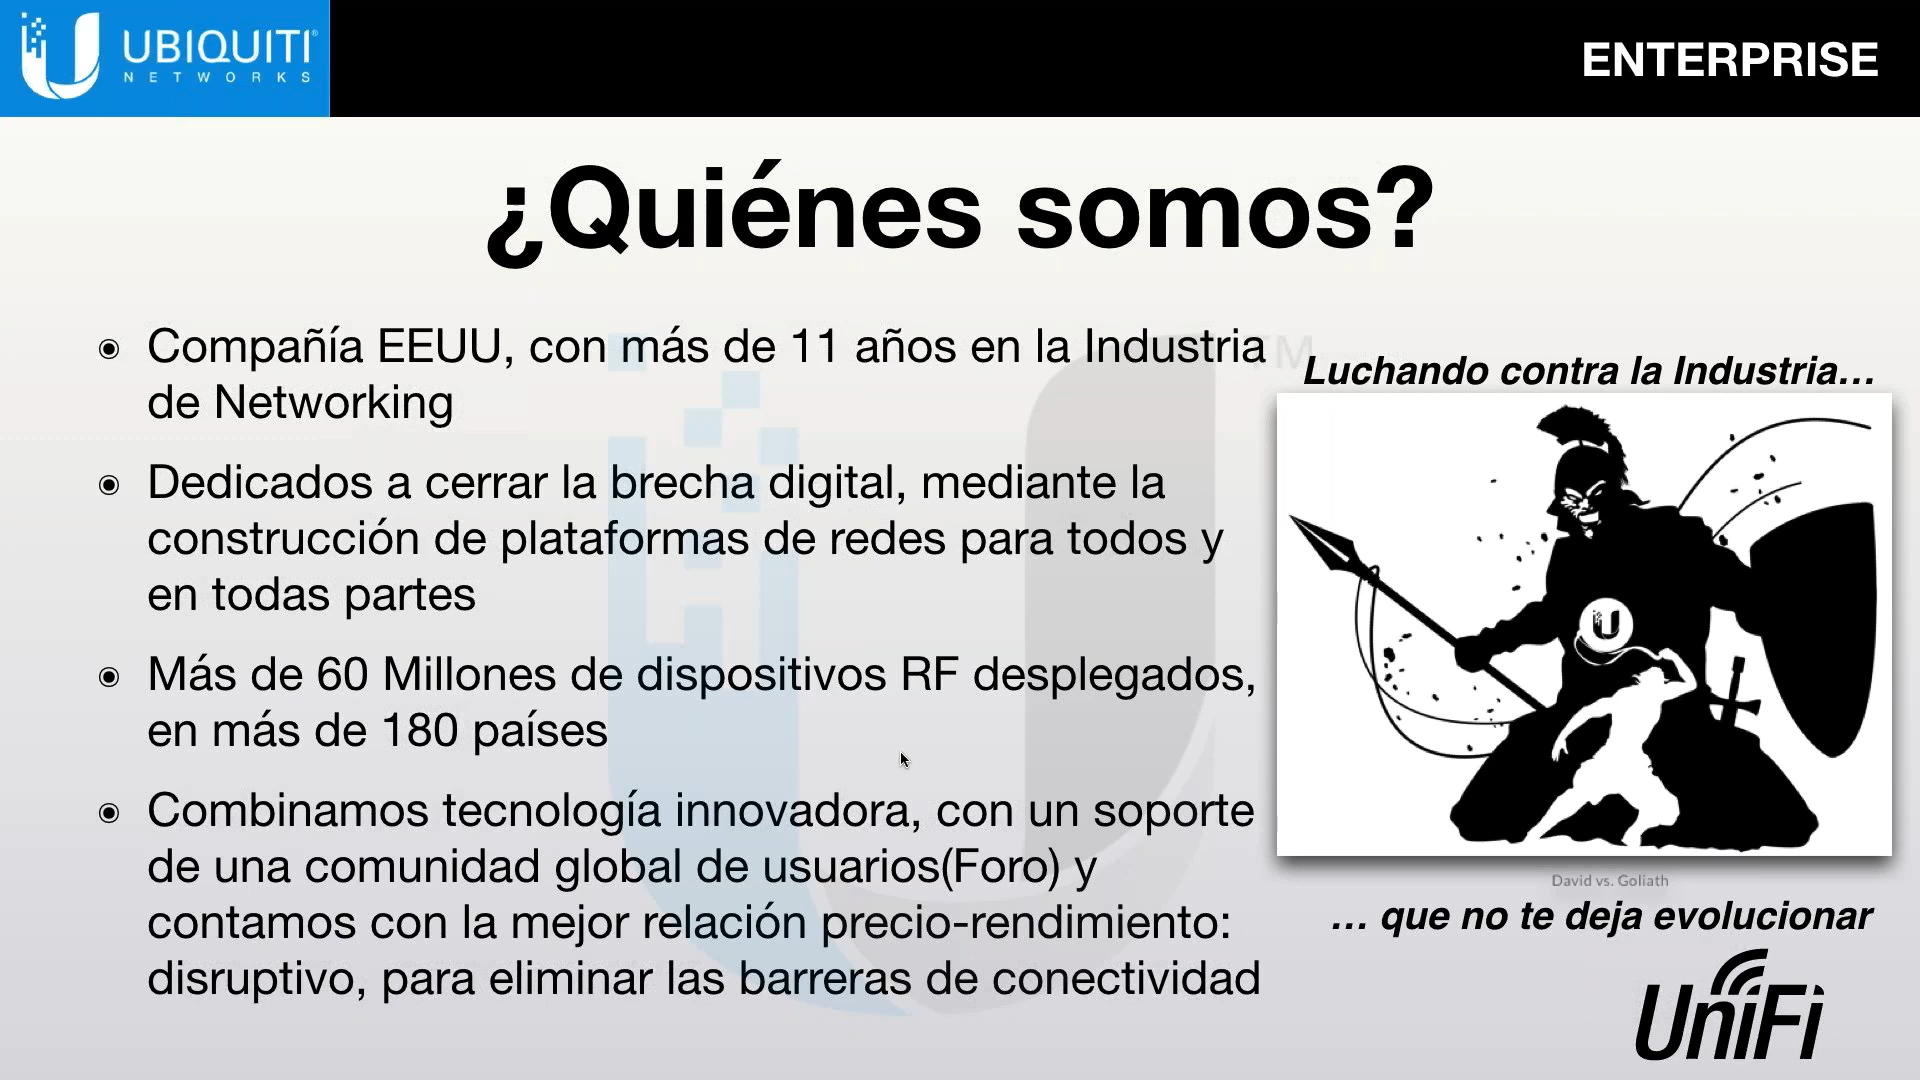 UBIQUITI®
NETWORKS
ENTERPRISE
¿Quiénes somos?
Compañía EEUU, con más de 11 años en la Industria
de Networking
Dedicados a cerrar la brecha digital, mediante la
construcción de plataformas de redes para todos y
en todas partes
Más de 60 Millones de dispositivos RF desplegados,
en más de 180 países
Combinamos tecnología innovadora, con un soporte
de una comunidad global de usuarios(Foro) y
contamos con la mejor relación precio-rendimiento:
disruptivo, para eliminar las barreras de conectividad
TM
Luchando contra la Industria...
David vs. Goliath
... que no te deja evolucionar
UniFi